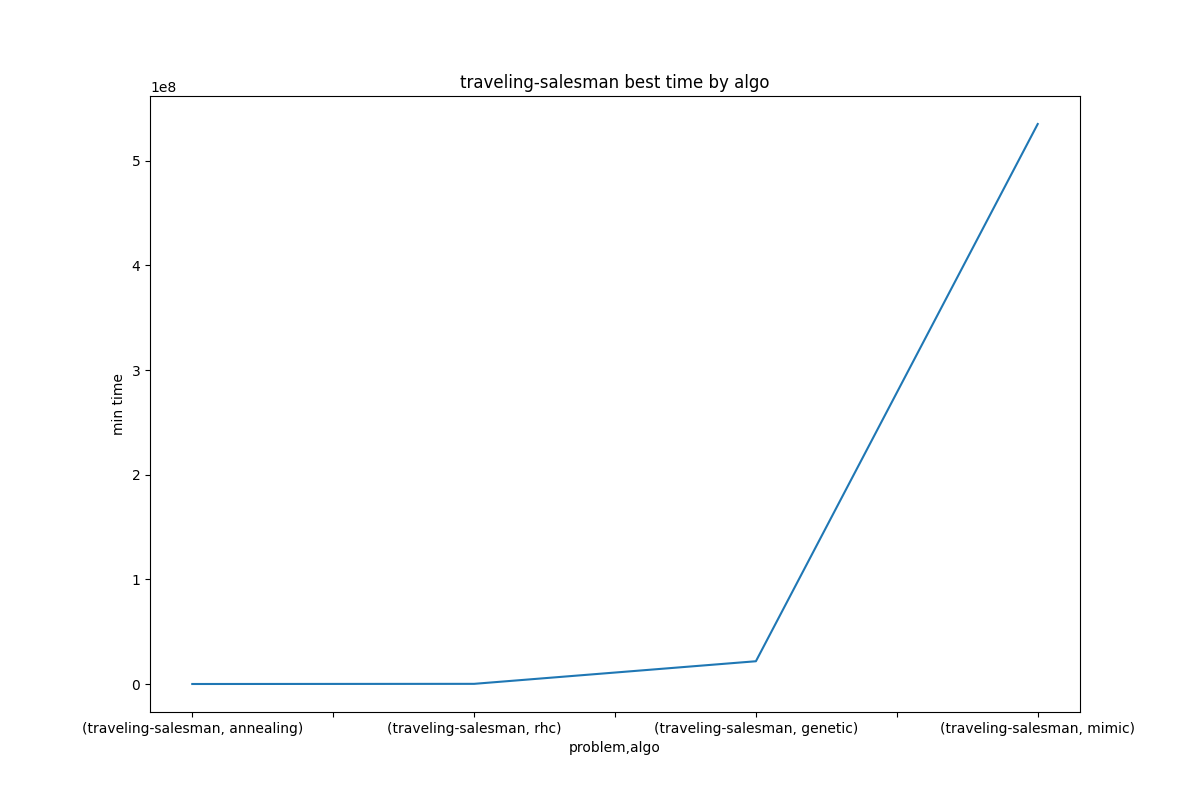 traveling-salesman best time by algo
1e8
5
4
3
2
1
0
min time
(traveling-salesman, annealing) (traveling-salesman, rhc) (traveling-salesman, genetic) (traveling-salesman, mimic)
problem,algo